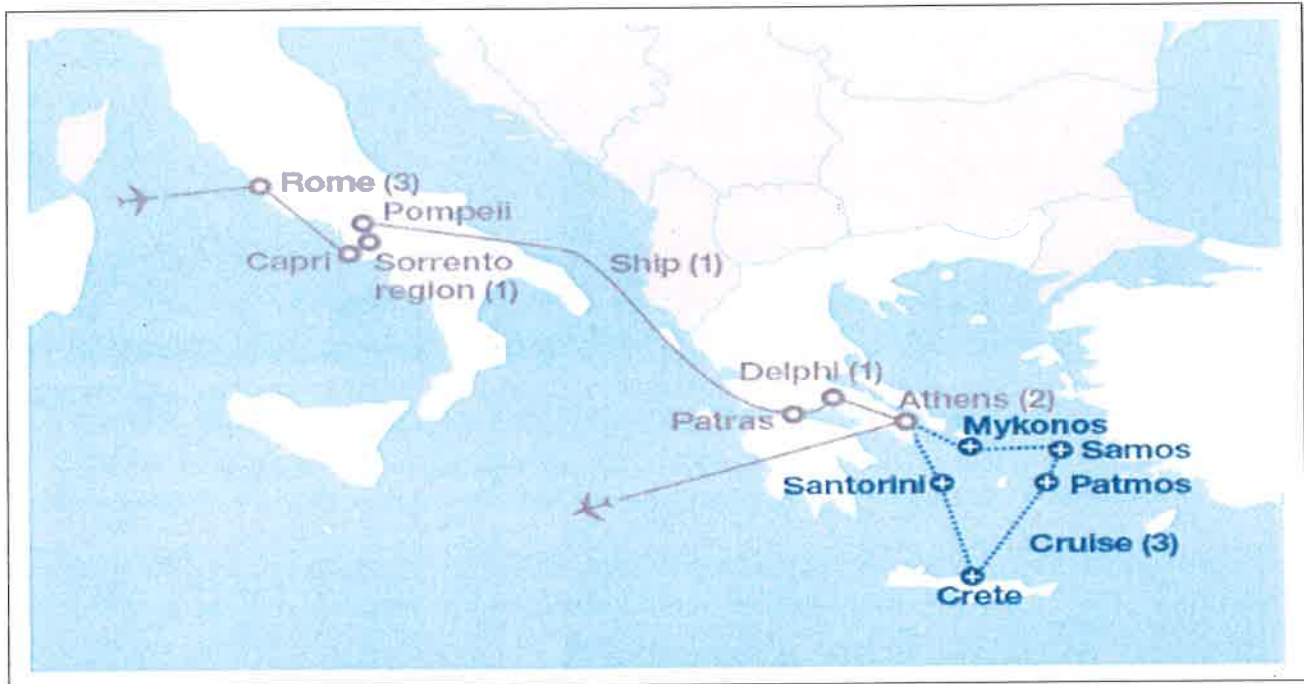 Rome (3)
Pompeii
Capri
Sorrento
region (1)
Ship (1)
Delphi (1)
Patras
Athens (2)
Mykonos
Samos
Santorini
Patmos
Cruise (3)
Crete